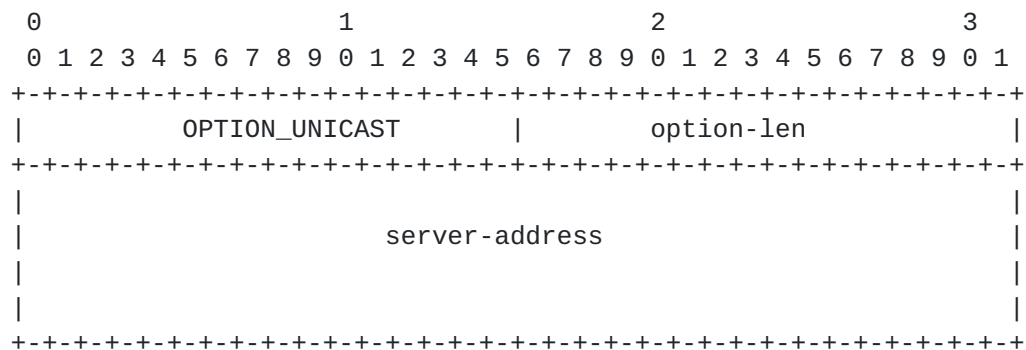 0                   1                   2                   3
 0 1 2 3 4 5 6 7 8 9 0 1 2 3 4 5 6 7 8 9 0 1 2 3 4 5 6 7 8 9 0 1
+-+-+-+-+-+-+-+-+-+-+-+-+-+-+-+-+-+-+-+-+-+-+-+-+-+-+-+-+-+-+-+-+
|          OPTION_UNICAST       |        option-len             |
+-+-+-+-+-+-+-+-+-+-+-+-+-+-+-+-+-+-+-+-+-+-+-+-+-+-+-+-+-+-+-+-+
|                                                               |
|                       server-address                          |
|                                                               |
|                                                               |
+-+-+-+-+-+-+-+-+-+-+-+-+-+-+-+-+-+-+-+-+-+-+-+-+-+-+-+-+-+-+-+-+